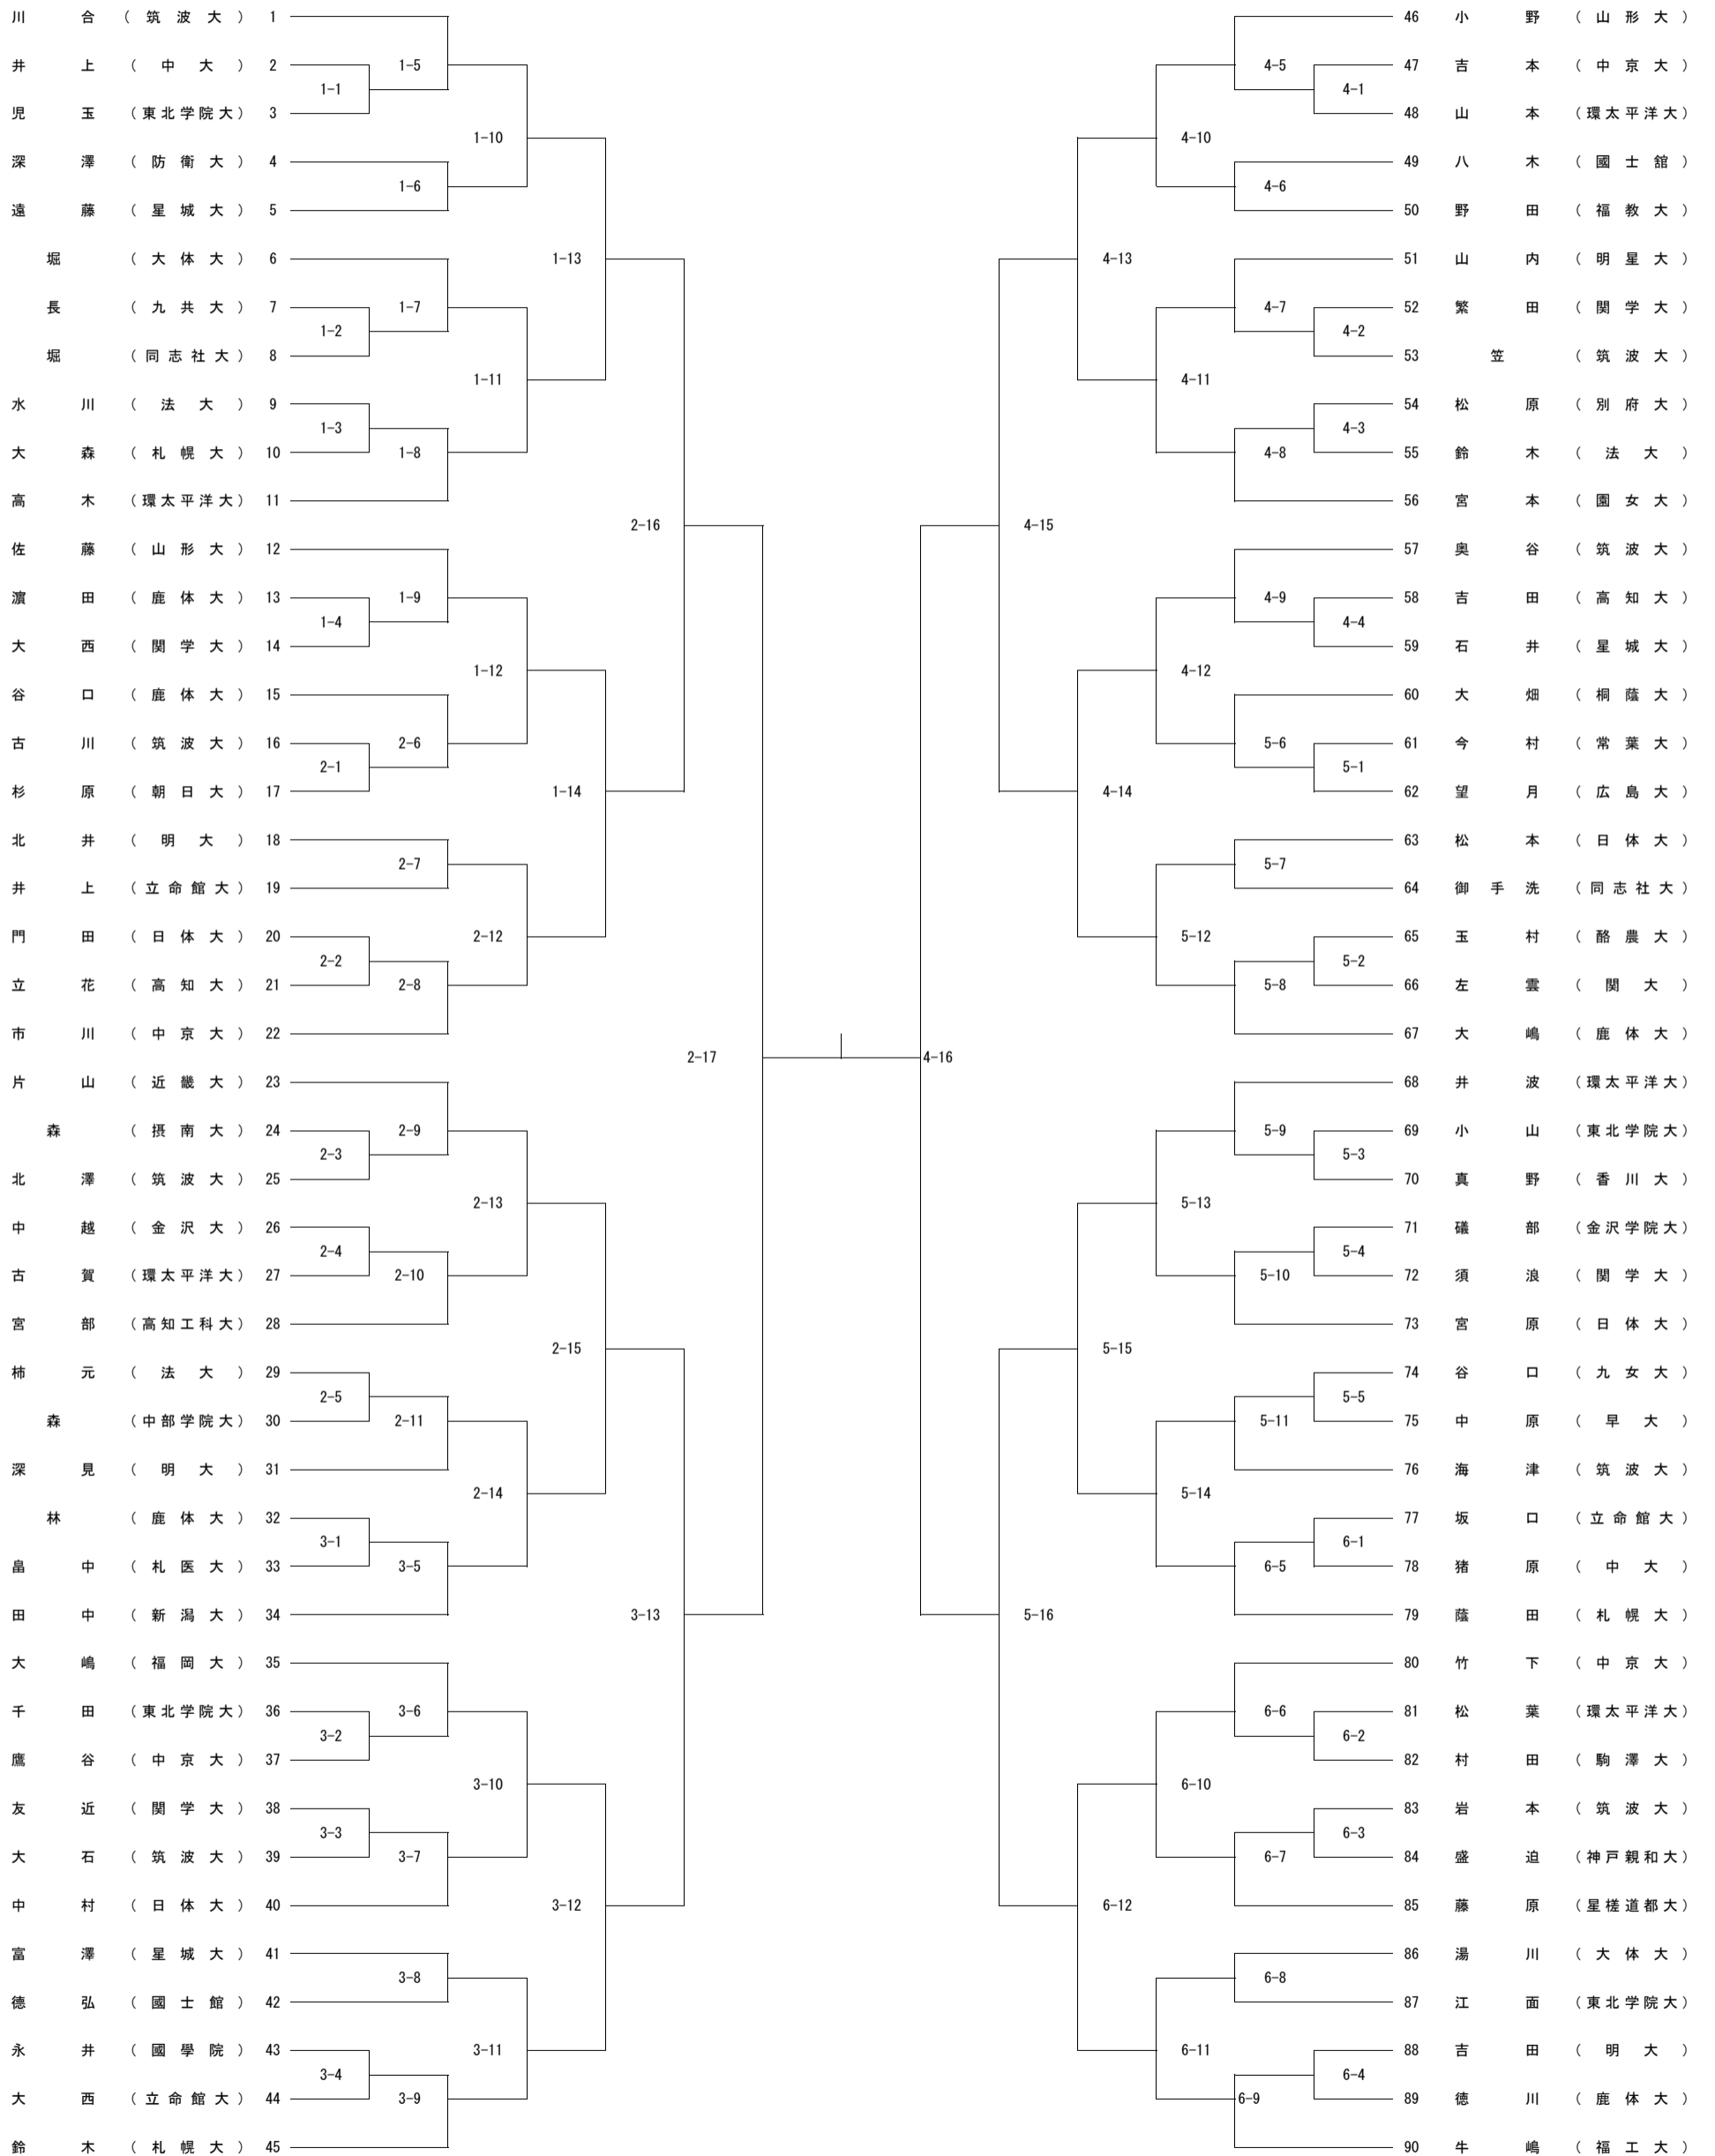 川合 (筑波大) 1
46 小野 (山形大)
井上 (中大) 2
1-5
4-5
47 吉本 (中京大)
1-1
4-1
児玉 (東北学院大) 3
48 山本 (環太平洋大)
1-10
4-10
深澤 (防衛大) 4
49 八木 (國士舘)
1-6
4-6
遠藤 (星城大) 5
50 野田 (福教大)
堀 (大体大) 6
1-13
4-13
51 山内 (明星大)
長 (九共大) 7
1-7
4-7
52 繁田 (関学大)
1-2
4-2
堀 (同志社大) 8
53 笠 (筑波大)
1-11
4-11
水川 (法大) 9
54 松原 (別府大)
1-3
4-3
大森 (札幌大) 10
1-8
4-8
55 鈴木 (法大)
高木 (環太平洋大) 11
56 宮本 (園女大)
2-16
4-15
佐藤 (山形大) 12
57 奥谷 (筑波大)
濵田 (鹿体大) 13
1-9
4-9
58 吉田 (高知大)
1-4
4-4
大西 (関学大) 14
59 石井 (星城大)
1-12
4-12
谷口 (鹿体大) 15
60 大畑 (桐蔭大)
古川 (筑波大) 16
2-6
5-6
61 今村 (常葉大)
2-1
5-1
杉原 (朝日大) 17
1-14
4-14
62 望月 (広島大)
北井 (明大) 18
63 松本 (日体大)
2-7
5-7
井上 (立命館大) 19
64 御手洗 (同志社大)
門田 (日体大) 20
2-12
5-12
65 玉村 (酪農大)
2-2
5-2
立花 (高知大) 21
2-8
5-8
66 左雲 (関大)
市川 (中京大) 22
67 大嶋 (鹿体大)
2-17
4-16
片山 (近畿大) 23
68 井波 (環太平洋大)
森 (摂南大) 24
2-9
5-9
69 小山 (東北学院大)
2-3
5-3
北澤 (筑波大) 25
70 真野 (香川大)
2-13
5-13
中越 (金沢大) 26
71 礒部 (金沢学院大)
2-4
5-4
古賀 (環太平洋大) 27
2-10
5-10
72 須浪 (関学大)
宮部 (高知工科大) 28
73 宮原 (日体大)
2-15
5-15
柿元 (法大) 29
74 谷口 (九女大)
2-5
5-5
森 (中部学院大) 30
2-11
5-11
75 中原 (早大)
深見 (明大) 31
76 海津 (筑波大)
2-14
5-14
林 (鹿体大) 32
77 坂口 (立命館大)
3-1
6-1
畠中 (札医大) 33
3-5
6-5
78 猪原 (中大)
田中 (新潟大) 34
3-13
5-16
79 蔭田 (札幌大)
大嶋 (福岡大) 35
80 竹下 (中京大)
千田 (東北学院大) 36
3-6
6-6
81 松葉 (環太平洋大)
3-2
6-2
鷹谷 (中京大) 37
82 村田 (駒澤大)
3-10
6-10
友近 (関学大) 38
83 岩本 (筑波大)
3-3
6-3
大石 (筑波大) 39
3-7
6-7
84 盛迫 (神戸親和大)
中村 (日体大) 40
3-12
6-12
85 藤原 (星槎道都大)
富澤 (星城大) 41
86 湯川 (大体大)
3-8
6-8
德弘 (國士館) 42
87 江面 (東北学院大)
永井 (國學院) 43
3-11
6-11
88 吉田 (明大)
3-4
6-4
大西 (立命館大) 44
3-9
6-9
89 徳川 (鹿体大)
鈴木 (札幌大) 45
90 牛嶋 (福工大)